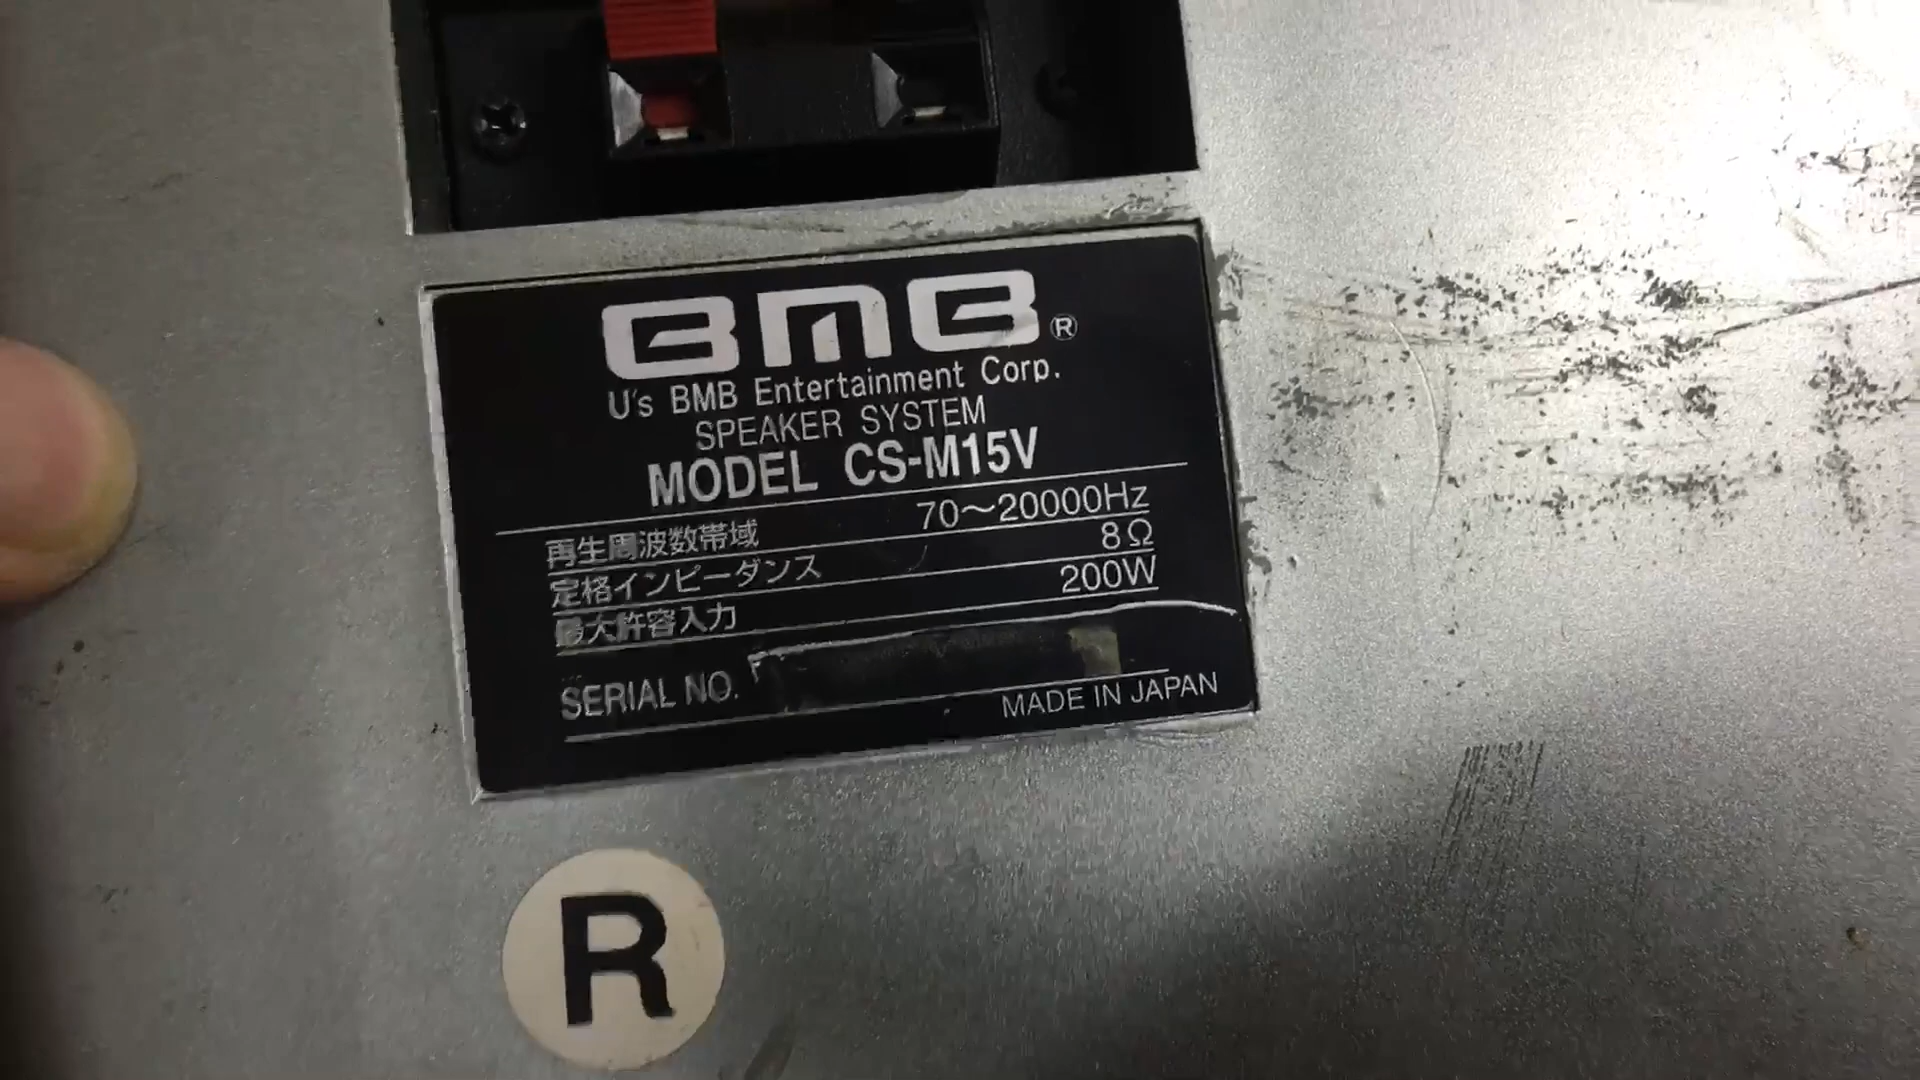 BMB®
U's BMB Entertainment Corp.
SPEAKER SYSTEM
MODEL CS-M15V
再生周波数帯域 70～20000Hz
定格インピーダンス 8Ω
最大許容入力 200W
SERIAL NO.
MADE IN JAPAN
R